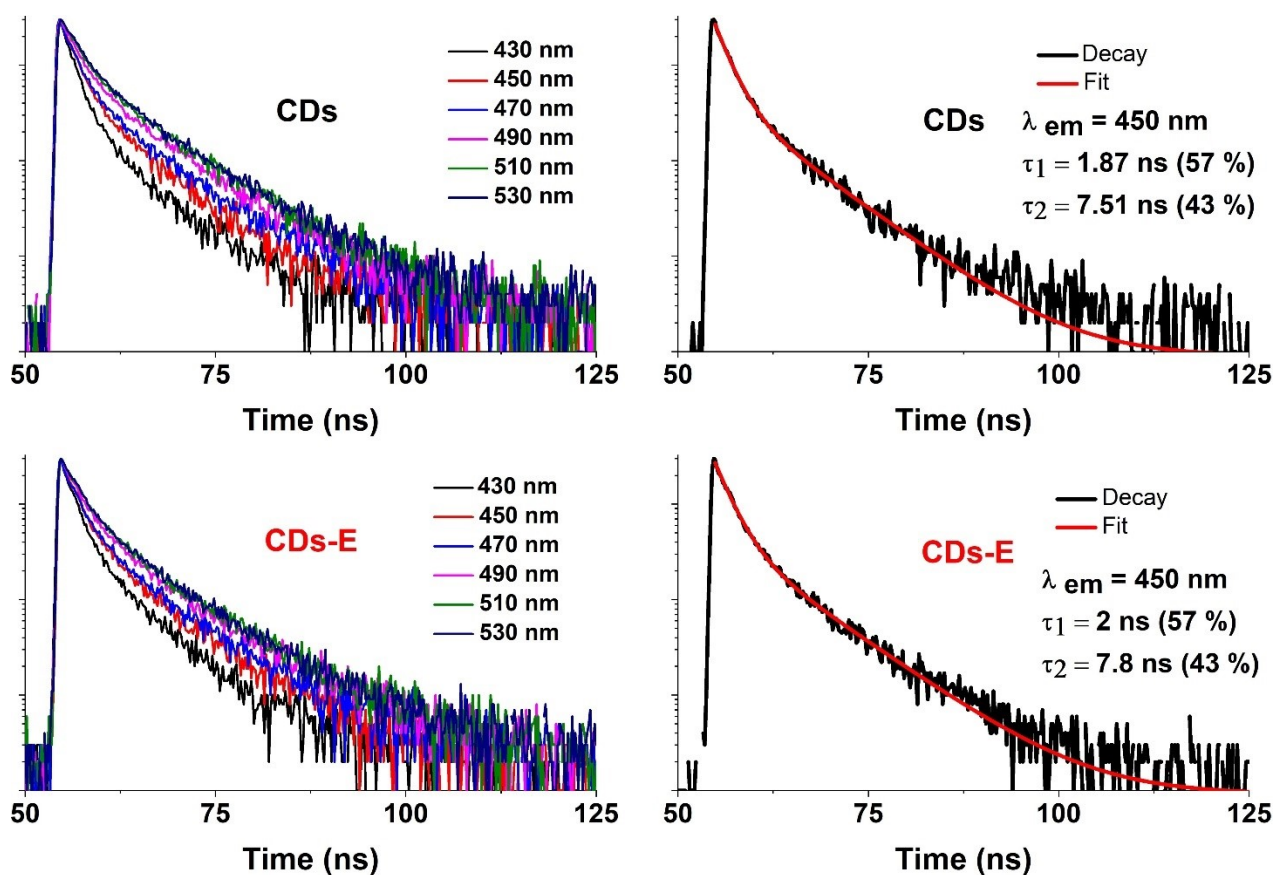 430 nm
450 nm
470 nm
490 nm
510 nm
530 nm
CDs
50 75 100 125
Time (ns)
Decay
Fit
CDs
λ em = 450 nm
τ1 = 1.87 ns (57 %)
τ2 = 7.51 ns (43 %)
50 75 100 125
Time (ns)
430 nm
450 nm
470 nm
490 nm
510 nm
530 nm
CDs-E
50 75 100 125
Time (ns)
Decay
Fit
CDs-E
λ em = 450 nm
τ1 = 2 ns (57 %)
τ2 = 7.8 ns (43 %)
50 75 100 125
Time (ns)